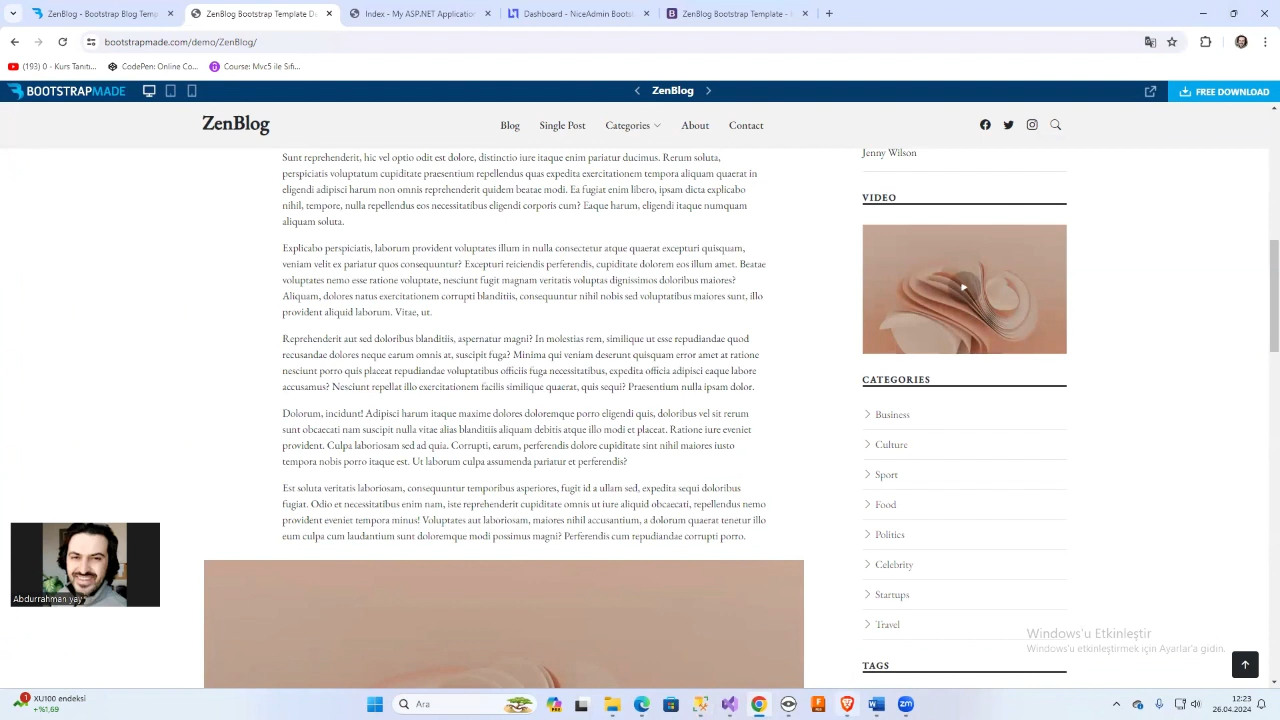 ZenBlog - Bootstrap Blog Temp
ZenBlog Bootstrap Template De
Index - My ASP.NET Application
Dashboard - NiceAdmin Bootst
ZenBlog Bootstrap Template -
bootstrapmade.com/demo/ZenBlog/
(193) 0 - Kurs Tanıtı...
CodePen: Online Co...
Course: Mvc5 ile Sıfı...
BOOTSTRAPMADE
ZenBlog
FREE DOWNLOAD
ZenBlog
Blog
Single Post
Categories
About
Contact
Sunt reprehenderit, hic vel optio odit est dolore, distinctio iure itaque enim pariatur ducimus. Rerum soluta,
perspiciatis voluptatum cupiditate praesentium repellendus quas expedita exercitationem tempora aliquam quaerat in
eligendi adipisci harum non omnis reprehenderit quidem beatae modi. Ea fugiat enim libero, ipsam dicta explicabo
nihil, tempore, nulla repellendus eos necessitatibus eligendi corporis cum? Eaque harum, eligendi itaque numquam
aliquam soluta.
Explicabo perspiciatis, laborum provident voluptates illum in nulla consectetur atque quaerat excepturi quisquam,
veniam velit ex pariatur quos consequuntur? Excepturi reiciendis perferendis, cupiditate dolorem eos illum amet. Beatae
voluptates nemo esse ratione voluptate, nesciunt fugit magnam veritatis voluptas dignissimos doloribus maiores?
Aliquam, dolores natus exercitationem corrupti blanditiis, consequuntur nihil nobis sed voluptatibus maiores sunt, illo
provident aliquid laborum. Vitae, ut.
Reprehenderit aut sed doloribus blanditiis, aspernatur magni? In molestias rem, similique ut esse repudiandae quod
recusandae dolores neque earum omnis at, suscipit fuga? Minima qui veniam deserunt quisquam error amet at ratione
nesciunt porro quis placeat repudiandae voluptatibus officiis fuga necessitatibus, expedita officia adipisci eaque labore
accusamus? Nesciunt repellat illo exercitationem facilis similique quaerat, quis sequi? Praesentium nulla ipsam dolor.
Dolorum, incidunt! Adipisci harum itaque maxime dolores doloremque porro eligendi quis, doloribus vel sit rerum
sunt obcaecati nam suscipit nulla vitae alias blanditiis aliquam debitis atque illo modi et placeat. Ratione iure eveniet
provident. Culpa laboriosam sed ad quia. Corrupti, earum, perferendis dolore cupiditate sint nihil maiores iusto
tempora nobis porro itaque est. Ut laborum culpa assumenda pariatur et perferendis?
Est soluta veritatis laboriosam, consequuntur temporibus asperiores, fugit id a ullam sed, expedita sequi doloribus
fugiat. Odio et necessitatibus enim nam, iste reprehenderit cupiditate omnis ut iure aliquid obcaecati, repellendus nemo
provident eveniet tempora minus! Voluptates aut laboriosam, maiores nihil accusantium, a dolorum quaerat tenetur illo
eum culpa cum laudantium sunt doloremque modi possimus magni? Perferendis cum repudiandae corrupti porro.
Jenny Wilson
VIDEO
CATEGORIES
Business
Culture
Sport
Food
Politics
Celebrity
Startups
Travel
TAGS
Abdurrahman yay
Windows'u Etkinleştir
Windows'u etkinleştirmek için Ayarlar'a gidin.
1
XU100 endeksi
+%1,69
Ara
12:23
26.04.2024